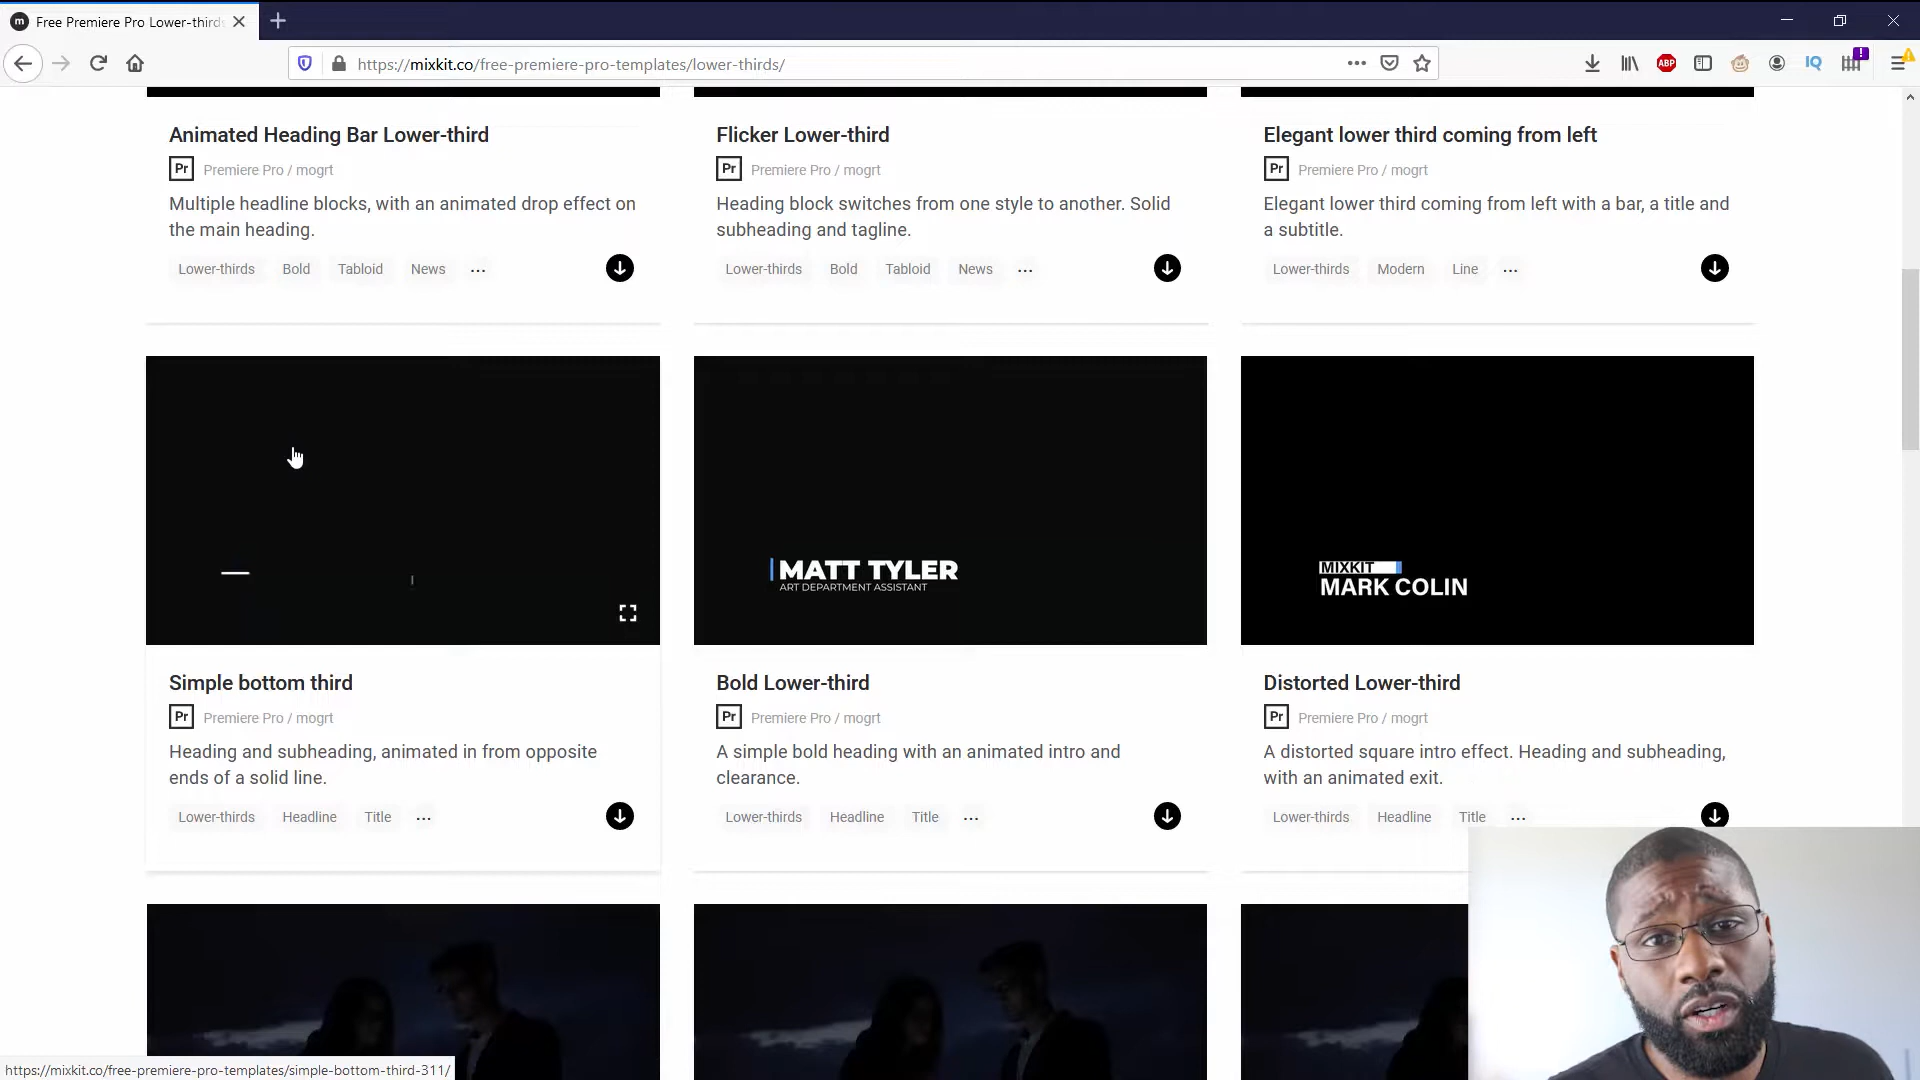 m Free Premiere Pro Lower-thirds
https://mixkit.co/free-premiere-pro-templates/lower-thirds/
ABP
IQ
!
Animated Heading Bar Lower-third
Flicker Lower-third
Elegant lower third coming from left
Pr Premiere Pro / mogrt
Pr Premiere Pro / mogrt
Pr Premiere Pro / mogrt
Multiple headline blocks, with an animated drop effect on
the main heading.
Heading block switches from one style to another. Solid
subheading and tagline.
Elegant lower third coming from left with a bar, a title and
a subtitle.
Lower-thirds Bold Tabloid News ...
Lower-thirds Bold Tabloid News ...
Lower-thirds Modern Line ...
MATT TYLER
ART DEPARTMENT ASSISTANT
MIXKIT
MARK COLIN
Simple bottom third
Bold Lower-third
Distorted Lower-third
Pr Premiere Pro / mogrt
Pr Premiere Pro / mogrt
Pr Premiere Pro / mogrt
Heading and subheading, animated in from opposite
ends of a solid line.
A simple bold heading with an animated intro and
clearance.
A distorted square intro effect. Heading and subheading,
with an animated exit.
Lower-thirds Headline Title ...
Lower-thirds Headline Title ...
Lower-thirds Headline Title ...
https://mixkit.co/free-premiere-pro-templates/simple-bottom-third-311/